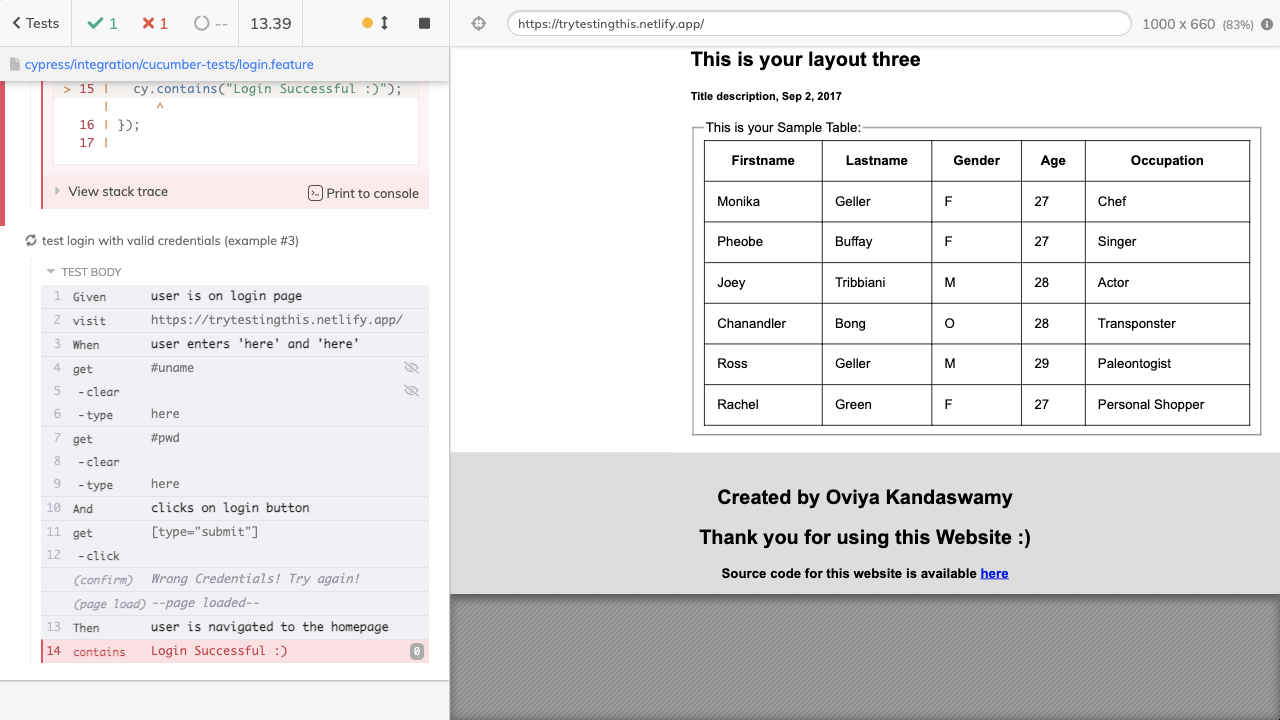 Tests
1
1
--
13.39
https://trytestingthis.netlify.app/
1000 x 660 (83%)
cypress/integration/cucumber-tests/login.feature
> 15 |   cy.contains("Login Successful :)");
|      ^
16 | });
17 |
View stack trace
Print to console
test login with valid credentials (example #3)
TEST BODY
1 Given user is on login page
2 visit https://trytestingthis.netlify.app/
3 When user enters 'here' and 'here'
4 get #uname
5 -clear
6 -type here
7 get #pwd
8 -clear
9 -type here
10 And clicks on login button
11 get [type="submit"]
12 -click
(confirm) Wrong Credentials! Try again!
(page load) --page loaded--
13 Then user is navigated to the homepage
14 contains Login Successful :) 0
This is your layout three
Title description, Sep 2, 2017
This is your Sample Table:
Firstname Lastname Gender Age Occupation
Monika Geller F 27 Chef
Pheobe Buffay F 27 Singer
Joey Tribbiani M 28 Actor
Chanandler Bong O 28 Transponster
Ross Geller M 29 Paleontogist
Rachel Green F 27 Personal Shopper
Created by Oviya Kandaswamy
Thank you for using this Website :)
Source code for this website is available here